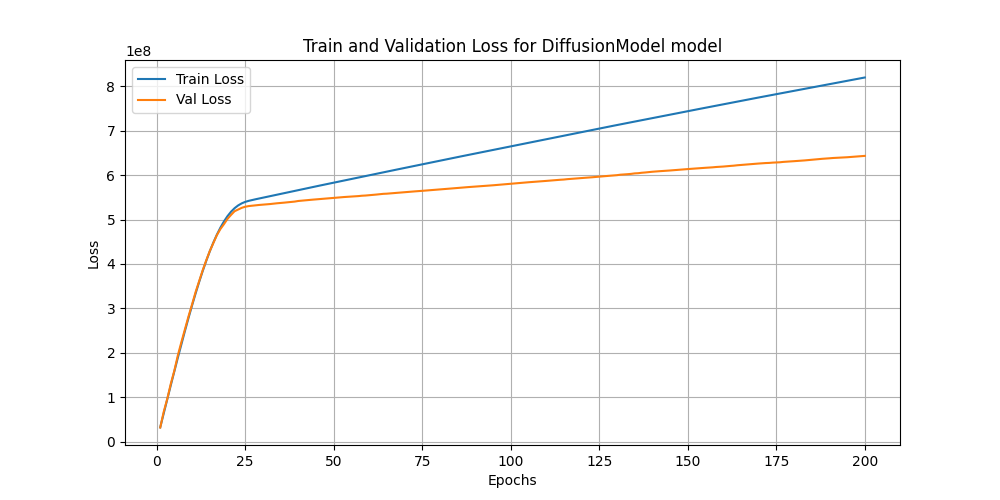 Train and Validation Loss for DiffusionModel model
1e8
Train Loss
Val Loss
8
7
6
5
4
3
2
1
0
Loss
0 25 50 75 100 125 150 175 200
Epochs